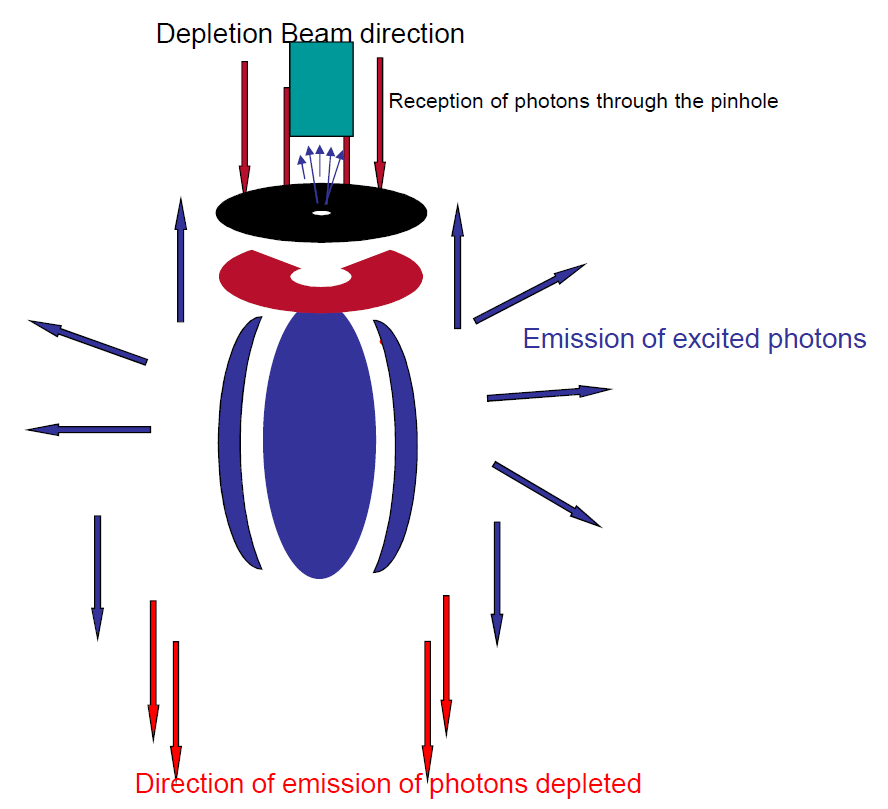 Depletion Beam direction
Reception of photons through the pinhole
Emission of excited photons
Direction of emission of photons depleted